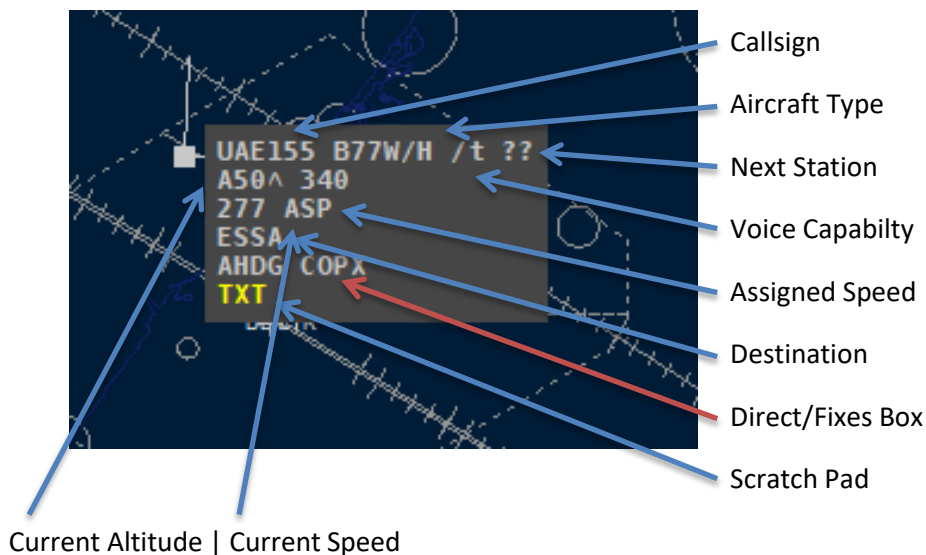 Callsign
Aircraft Type
UAE155 B77W/H /t ??
Next Station
A50^ 340
277 ASP
Voice Capabilty
ESSA
AHDG COPX
Assigned Speed
TXT
Destination
Direct/Fixes Box
Scratch Pad
Current Altitude | Current Speed